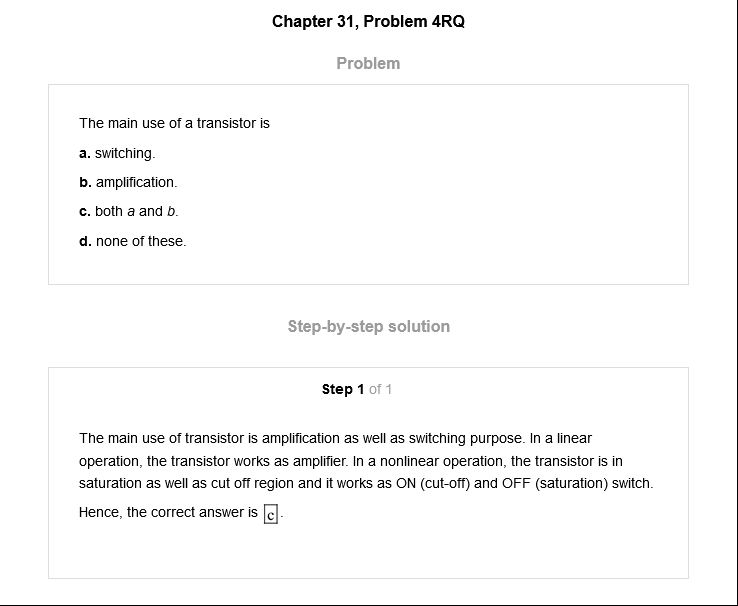 Chapter 31, Problem 4RQ
Problem
The main use of a transistor is
a. switching.
b. amplification.
c. both a and b.
d. none of these.
Step-by-step solution
Step 1 of 1
The main use of transistor is amplification as well as switching purpose. In a linear
operation, the transistor works as amplifier. In a nonlinear operation, the transistor is in
saturation as well as cut off region and it works as ON (cut-off) and OFF (saturation) switch.
Hence, the correct answer is c.